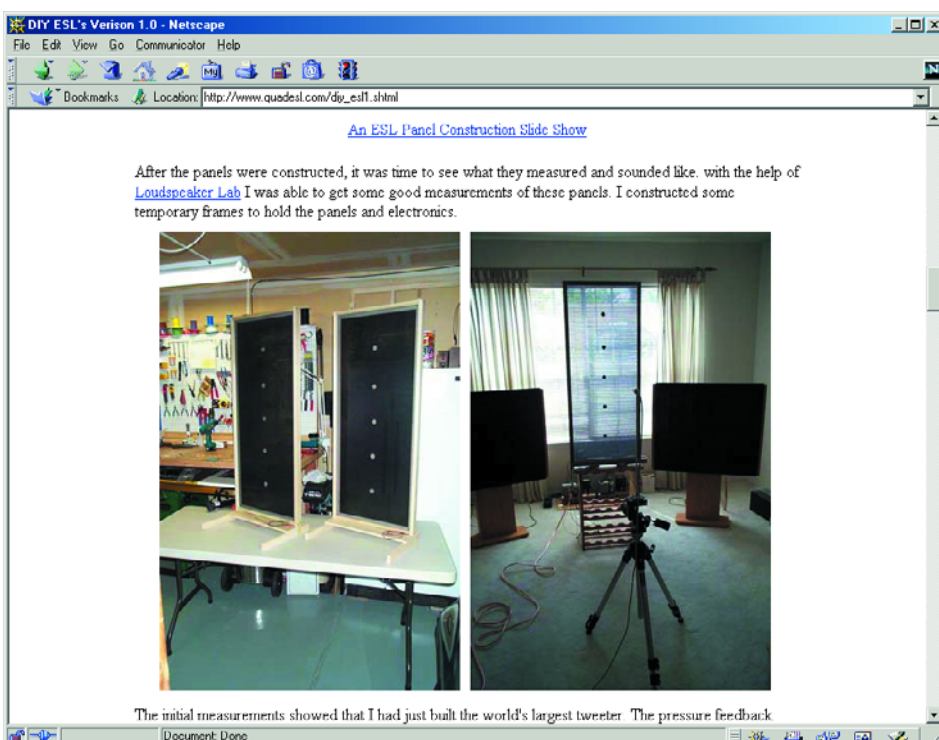 DIY ESL's Verison 1.0 - Netscape
File Edit View Go Communicator Help
My
N
Bookmarks Location: http://www.quadesl.com/diy_esl1.shtml
An ESL Panel Construction Slide Show
After the panels were constructed, it was time to see what they measured and sounded like. with the help of
Loudspeaker Lab I was able to get some good measurements of these panels. I constructed some
temporary frames to hold the panels and electronics.
The initial measurements showed that I had just built the world's largest tweeter. The pressure feedback
Document: Done